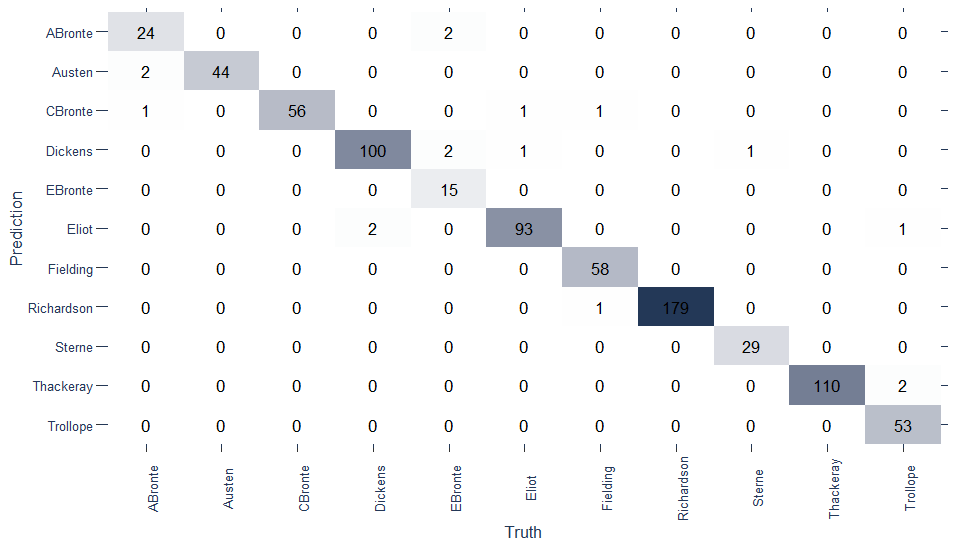 ABronte 24 0 0 0 2 0 0 0 0 0 0
Austen 2 44 0 0 0 0 0 0 0 0 0
CBronte 1 0 56 0 0 1 1 0 0 0 0
Dickens 0 0 0 100 2 1 0 0 1 0 0
EBronte 0 0 0 0 15 0 0 0 0 0 0
Eliot 0 0 0 2 0 93 0 0 0 0 1
Fielding 0 0 0 0 0 0 58 0 0 0 0
Richardson 0 0 0 0 0 0 1 179 0 0 0
Sterne 0 0 0 0 0 0 0 0 29 0 0
Thackeray 0 0 0 0 0 0 0 0 0 110 2
Trollope 0 0 0 0 0 0 0 0 0 0 53
Prediction
ABronte Austen CBronte Dickens EBronte Eliot Fielding Richardson Sterne Thackeray Trollope
Truth